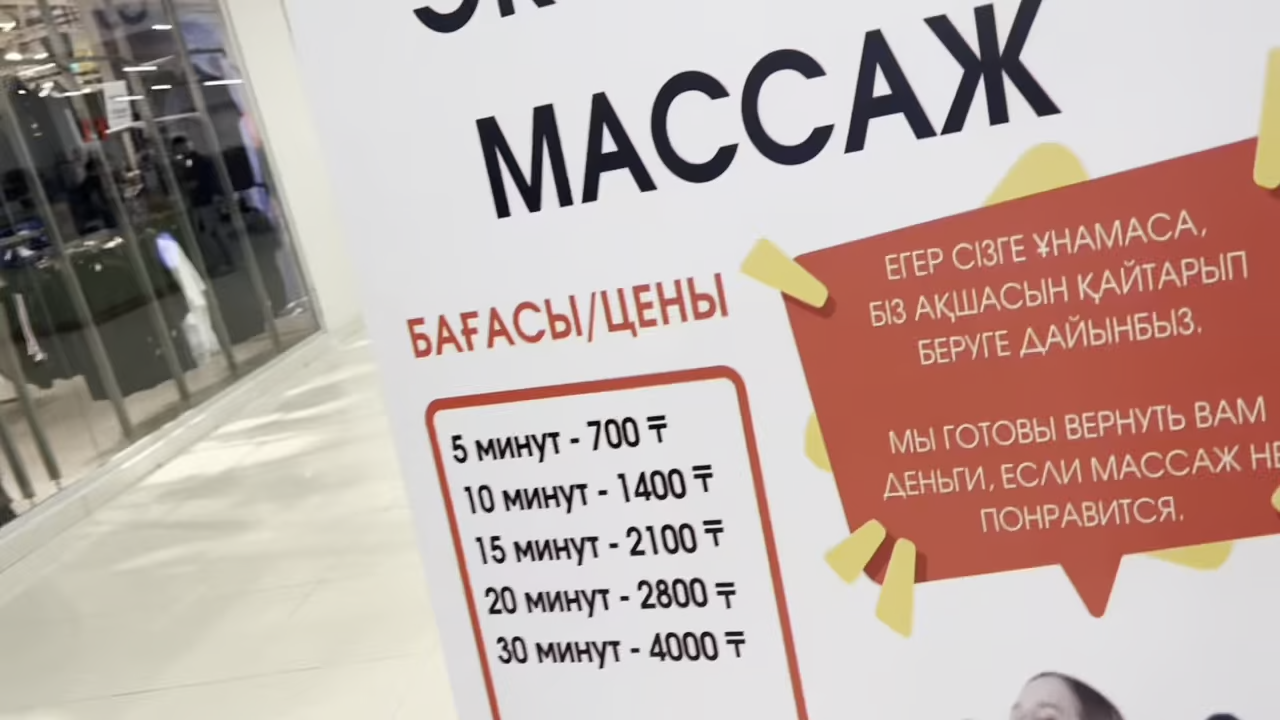 МАССАЖ
БАҒАСЫ/ЦЕНЫ
5 минут - 700 ₸
10 минут - 1400 ₸
15 минут - 2100 ₸
20 минут - 2800 ₸
30 минут - 4000 ₸
ЕГЕР СІЗГЕ ҰНАМАСА,
БІЗ АҚШАСЫН ҚАЙТАРЫП
БЕРУГЕ ДАЙЫНБЫЗ.
МЫ ГОТОВЫ ВЕРНУТЬ ВАМ
ДЕНЬГИ, ЕСЛИ МАССАЖ НЕ
ПОНРАВИТСЯ.